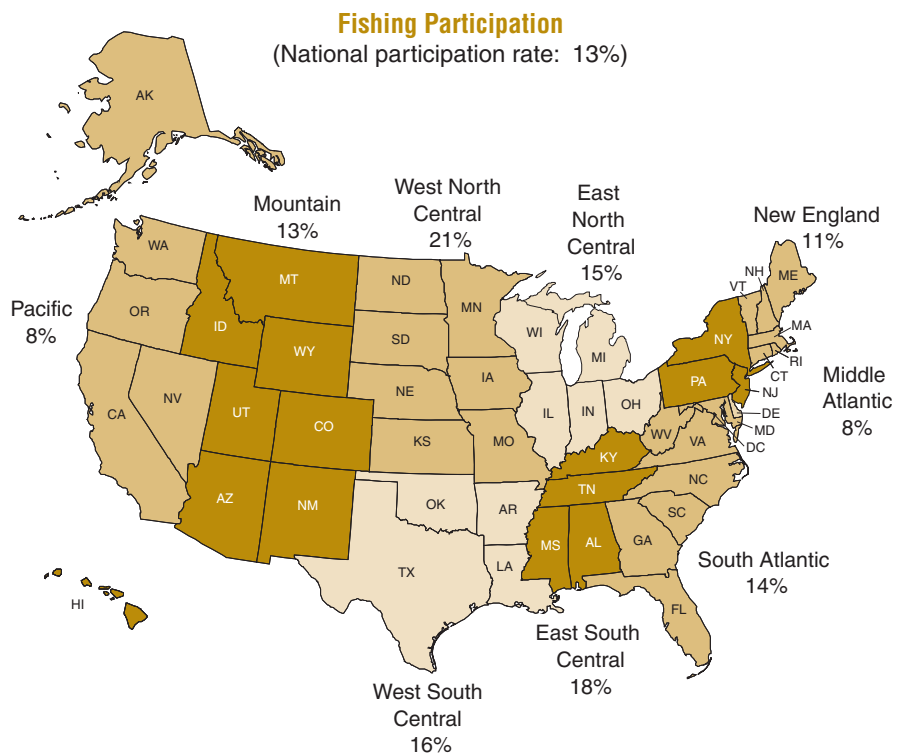 Fishing Participation
(National participation rate: 13%)
AK
Mountain
13%
West North
Central
21%
East
North
Central
15%
New England
11%
Pacific
8%
Middle
Atlantic
8%
South Atlantic
14%
East South
Central
18%
West South
Central
16%
WA
OR
CA
NV
ID
MT
WY
UT
CO
AZ
NM
ND
SD
NE
KS
MN
IA
MO
WI
MI
IL
IN
OH
OK
AR
TX
LA
KY
TN
MS
AL
WV
VA
NC
SC
GA
FL
NY
PA
NJ
DE
MD
DC
VT
NH
ME
MA
RI
CT
HI